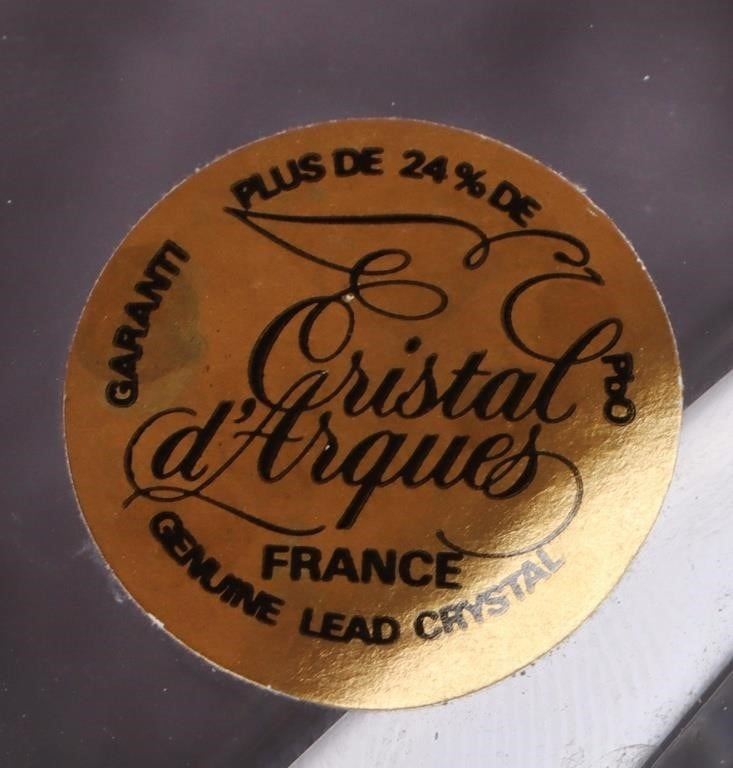 GARANTI PLUS DE 24% DE PbO
Cristal
d'Arques
FRANCE
GENUINE LEAD CRYSTAL